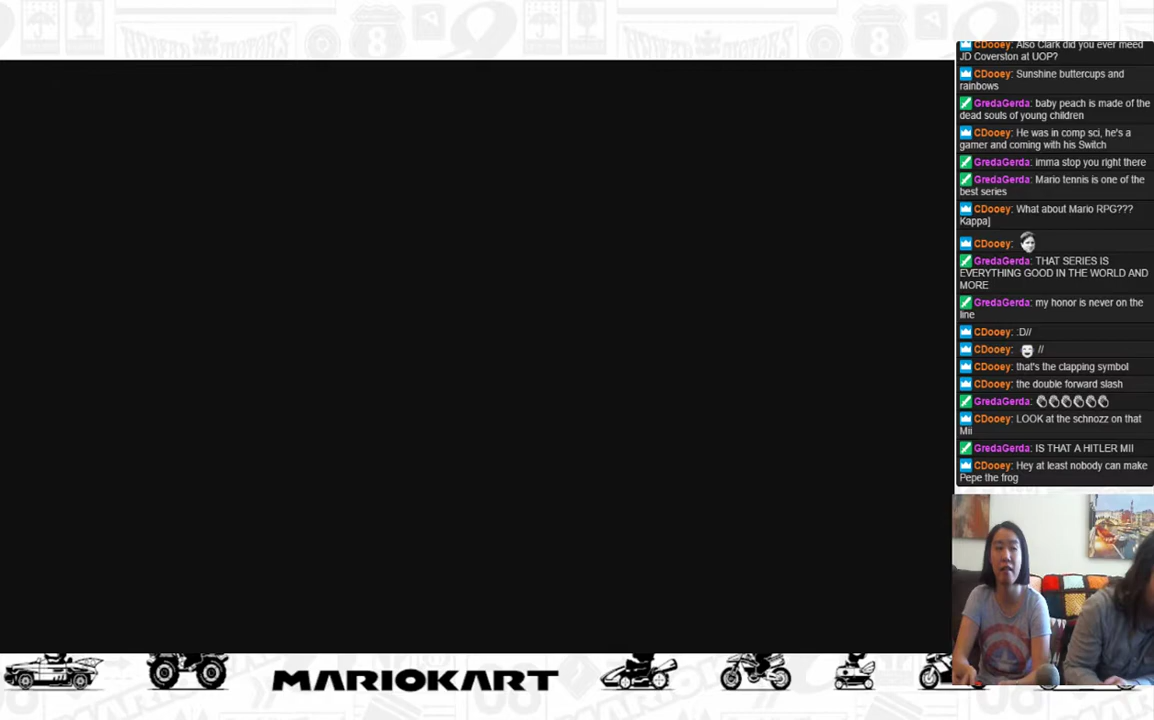 CDooey: Also Clark did you ever meed
JD Coverston at UOP?
CDooey: Sunshine buttercups and
rainbows
GredaGerda: baby peach is made of the
dead souls of young children
CDooey: He was in comp sci, he's a
gamer and coming with his Switch
GredaGerda: imma stop you right there
GredaGerda: Mario tennis is one of the
best series
CDooey: What about Mario RPG???
Kappa]
CDooey:
GredaGerda: THAT SERIES IS
EVERYTHING GOOD IN THE WORLD AND
MORE
GredaGerda: my honor is never on the
line
CDooey: :D//
CDooey: //
CDooey: that's the clapping symbol
CDooey: the double forward slash
GredaGerda:
CDooey: LOOK at the schnozz on that
Mii
GredaGerda: IS THAT A HITLER MII
CDooey: Hey at least nobody can make
Pepe the frog
MARIOKART